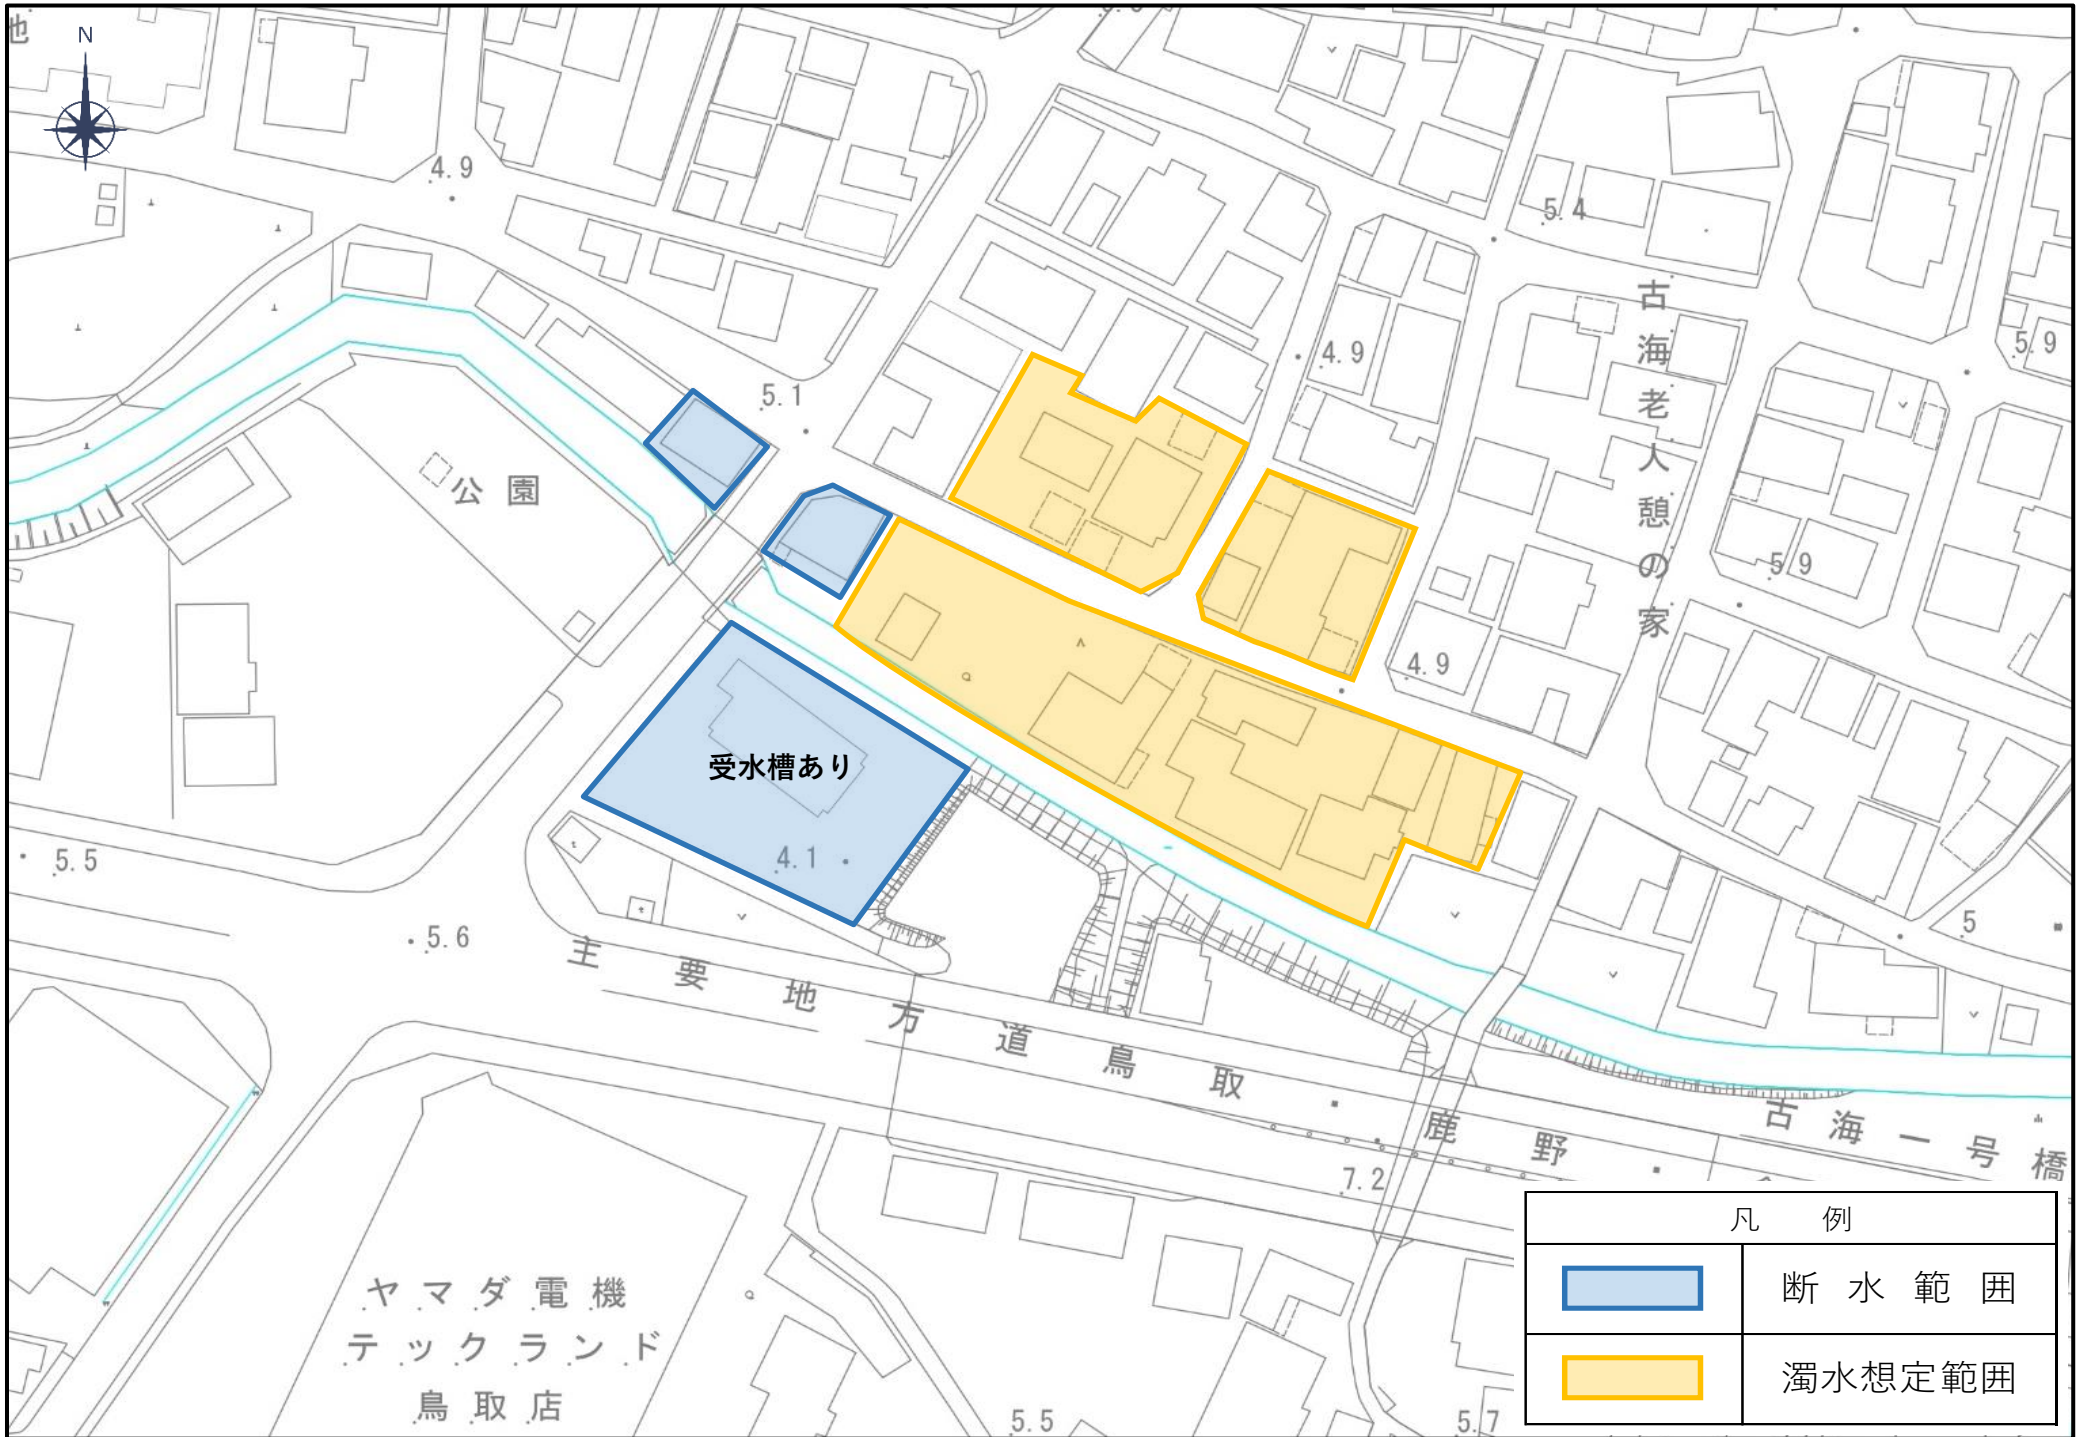 地
N
4.9
5.4
古海老人憩の家
4.9
5.9
5.1
公園
5.9
4.9
受水槽あり
4.1
5.5
5.6
5
主要地方道鳥取・鹿野・
古海一号橋
7.2
凡 例
断水範囲
濁水想定範囲
ヤマダ電機
テックランド
鳥取店
5.5
5.7